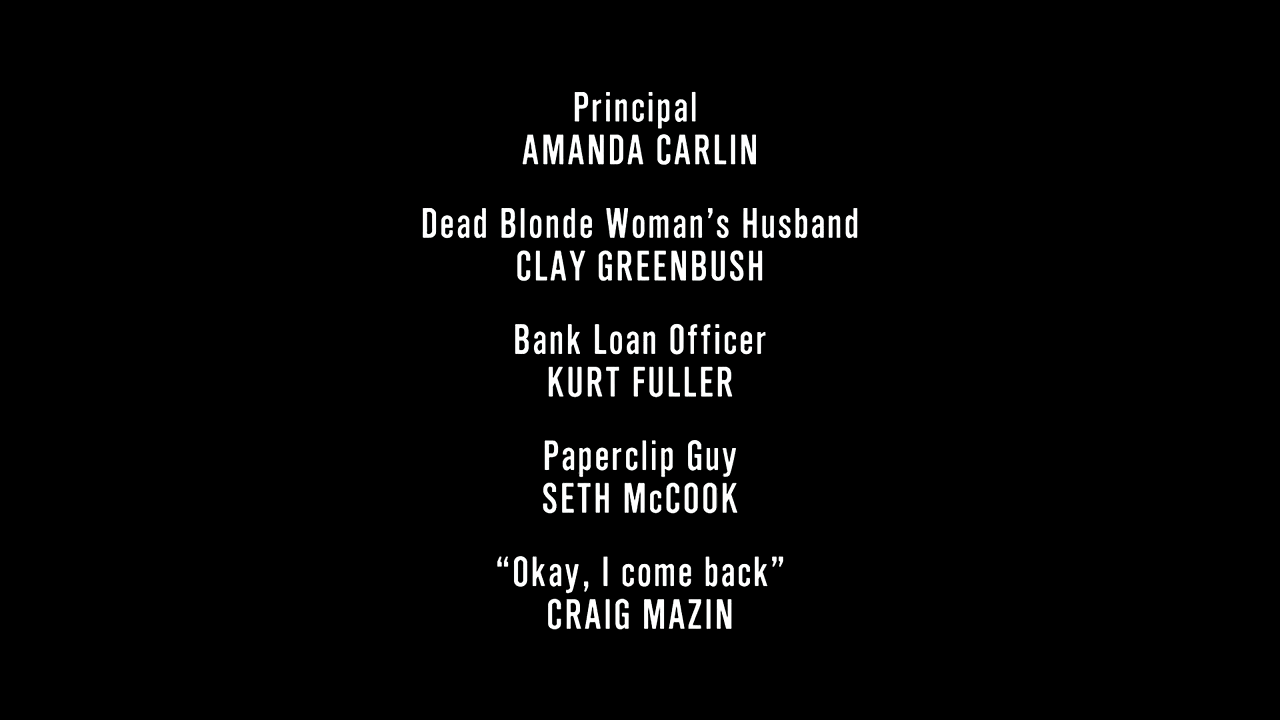 Principal
AMANDA CARLIN
Dead Blonde Woman’s Husband
CLAY GREENBUSH
Bank Loan Officer
KURT FULLER
Paperclip Guy
SETH McCOOK
“Okay, I come back”
CRAIG MAZIN